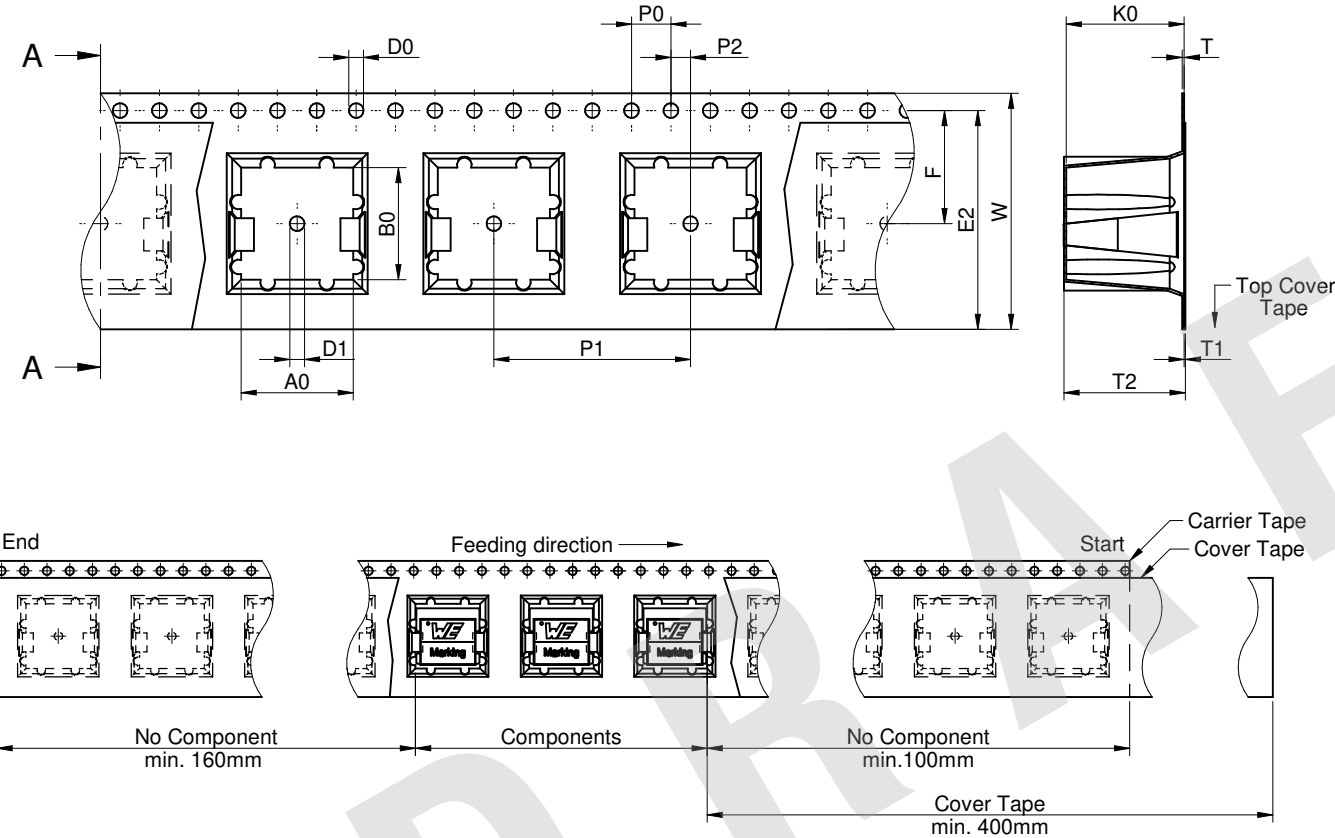 P0
K0
A
D0
P2
T
F
E2
W
B0
Top Cover
Tape
D1
P1
T1
A
A0
T2
End
Feeding direction
Start
Carrier Tape
Cover Tape
WE
WE
WE
Marking
Marking
Marking
No Component
min. 160mm
Components
No Component
min.100mm
Cover Tape
min. 400mm
D R A F